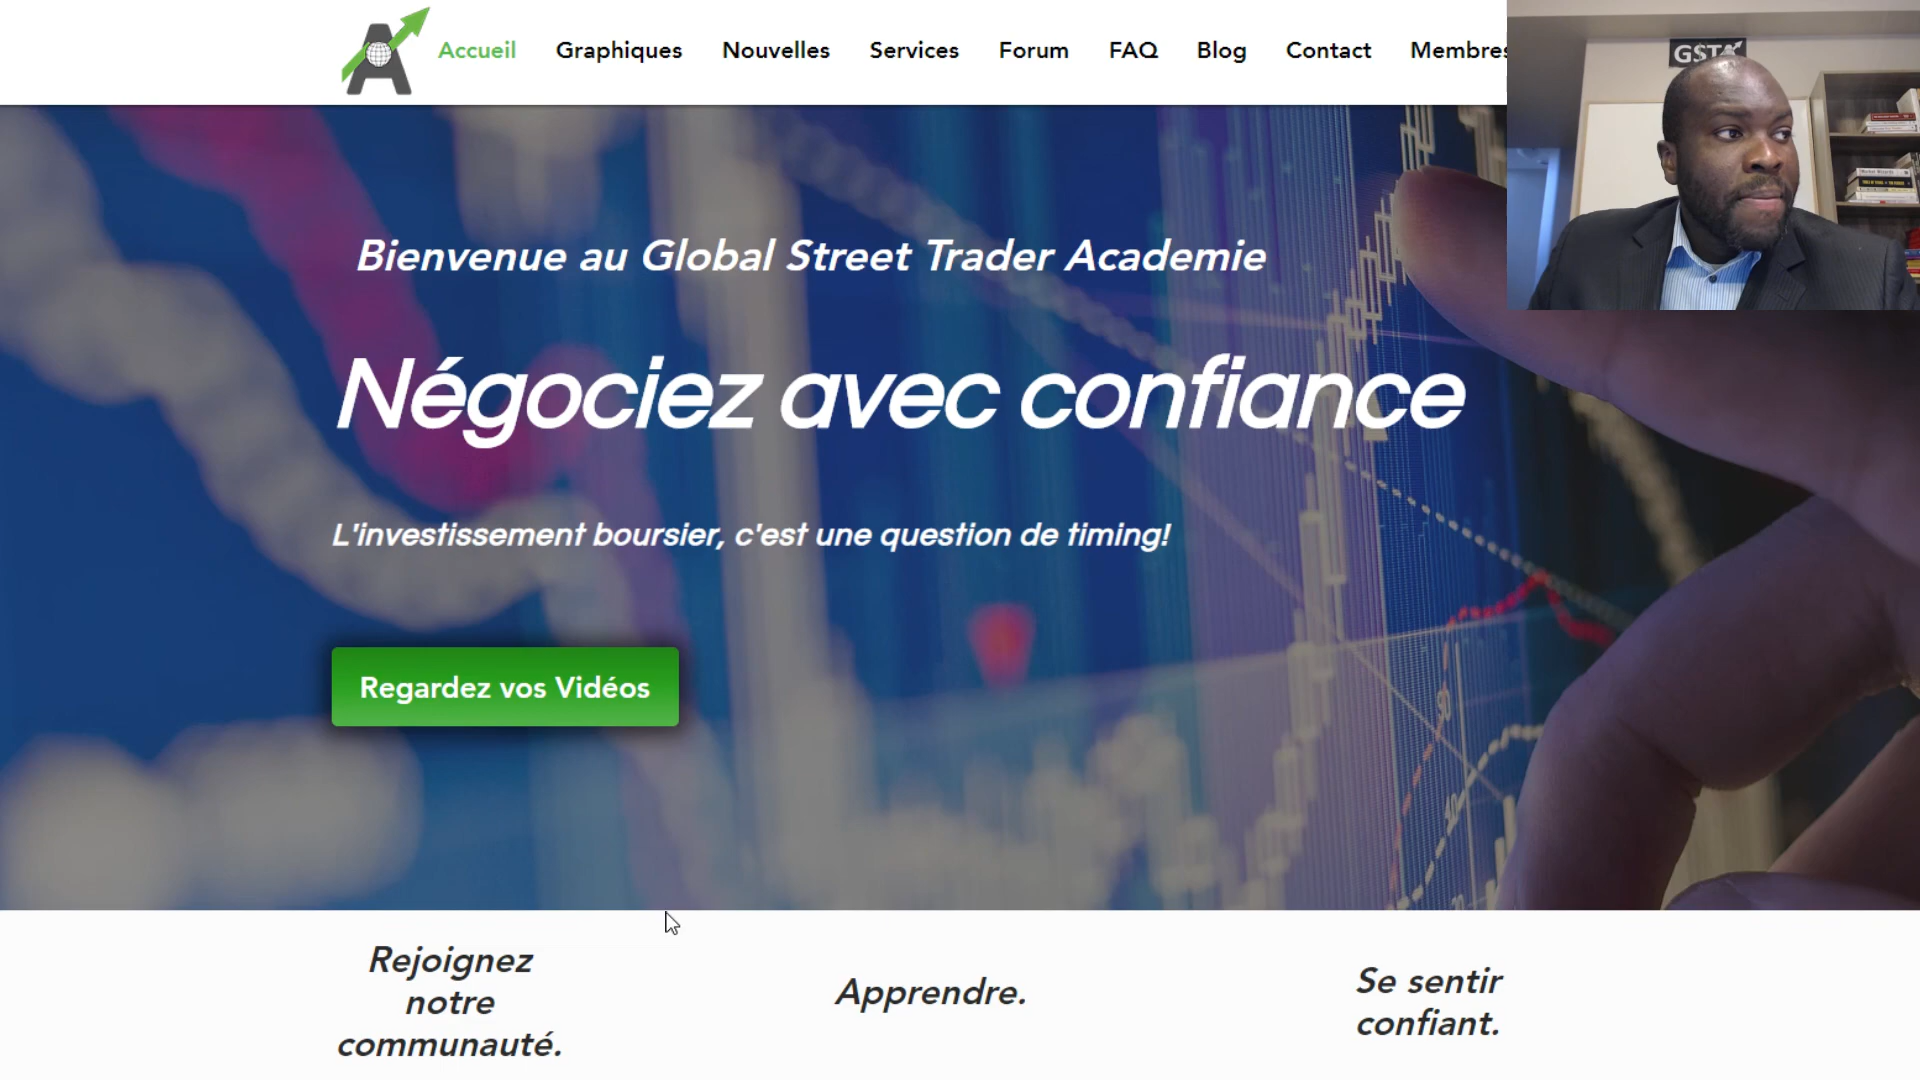 Accueil Graphiques Nouvelles Services Forum FAQ Blog Contact Membres
GSTA
Bienvenue au Global Street Trader Academie
Négociez avec confiance
L'investissement boursier, c'est une question de timing!
Regardez vos Vidéos
Rejoignez
notre
communauté.
Apprendre.
Se sentir
confiant.